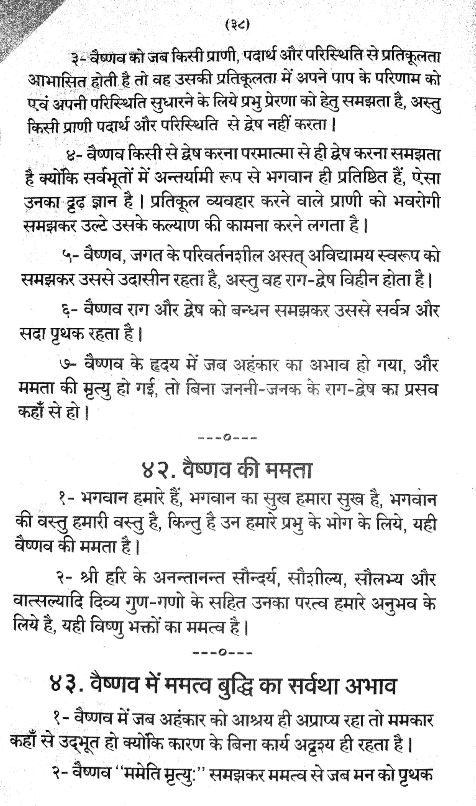 (३८)
३- वैष्णव को जब किसी प्राणी, पदार्थ और परिस्थिति से प्रतिकूलता
आभासित होती है तो वह उसकी प्रतिकूलता में अपने पाप के परिणाम को
एवं अपनी परिस्थिति सुधारने के लिये प्रभु प्रेरणा को हेतु समझता है, अस्तु
किसी प्राणी पदार्थ और परिस्थिति से द्वेष नहीं करता।
४- वैष्णव किसी से द्वेष करना परमात्मा से ही द्वेष करना समझता
है क्योंकि सर्वभूतों में अन्तर्यामी रूप से भगवान ही प्रतिष्ठित हैं, ऐसा
उनका दृढ़ ज्ञान है। प्रतिकूल व्यवहार करने वाले प्राणी को भवरोगी
समझकर उल्टे उसके कल्याण की कामना करने लगता है।
५- वैष्णव, जगत के परिवर्तनशील असत् अविद्यामय स्वरूप को
समझकर उससे उदासीन रहता है, अस्तु वह राग-द्वेष विहीन होता है।
६- वैष्णव राग और द्वेष को बन्धन समझकर उससे सर्वत्र और
सदा पृथक रहता है।
७- वैष्णव के हृदय में जब अहंकार का अभाव हो गया, और
ममता की मृत्यु हो गई, तो बिना जननी-जनक के राग-द्वेष का प्रसव
कहाँ से हो।
---०---
४२. वैष्णव की ममता
१- भगवान हमारे हैं, भगवान का सुख हमारा सुख है, भगवान
की वस्तु हमारी वस्तु है, किन्तु है उन हमारे प्रभु के भोग के लिये, यही
वैष्णव की ममता है।
२- श्री हरि के अनन्तानन्त सौन्दर्य, सौशील्य, सौलभ्य और
वात्सल्यादि दिव्य गुण-गणो के सहित उनका परत्व हमारे अनुभव के
लिये है, यही विष्णु भक्तों का ममत्व है।
---०---
४३. वैष्णव में ममत्व बुद्धि का सर्वथा अभाव
१- वैष्णव में जब अहंकार को आश्रय ही अप्राप्य रहा तो ममकार
कहाँ से उद्भूत हो क्योंकि कारण के बिना कार्य अदृश्य ही रहता है।
२- वैष्णव "ममेति मृत्यु:" समझकर ममत्व से जब मन को पृथक